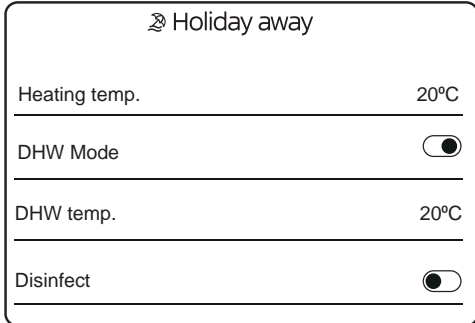 Holiday away
Heating temp. 20ºC
DHW Mode
DHW temp. 20ºC
Disinfect